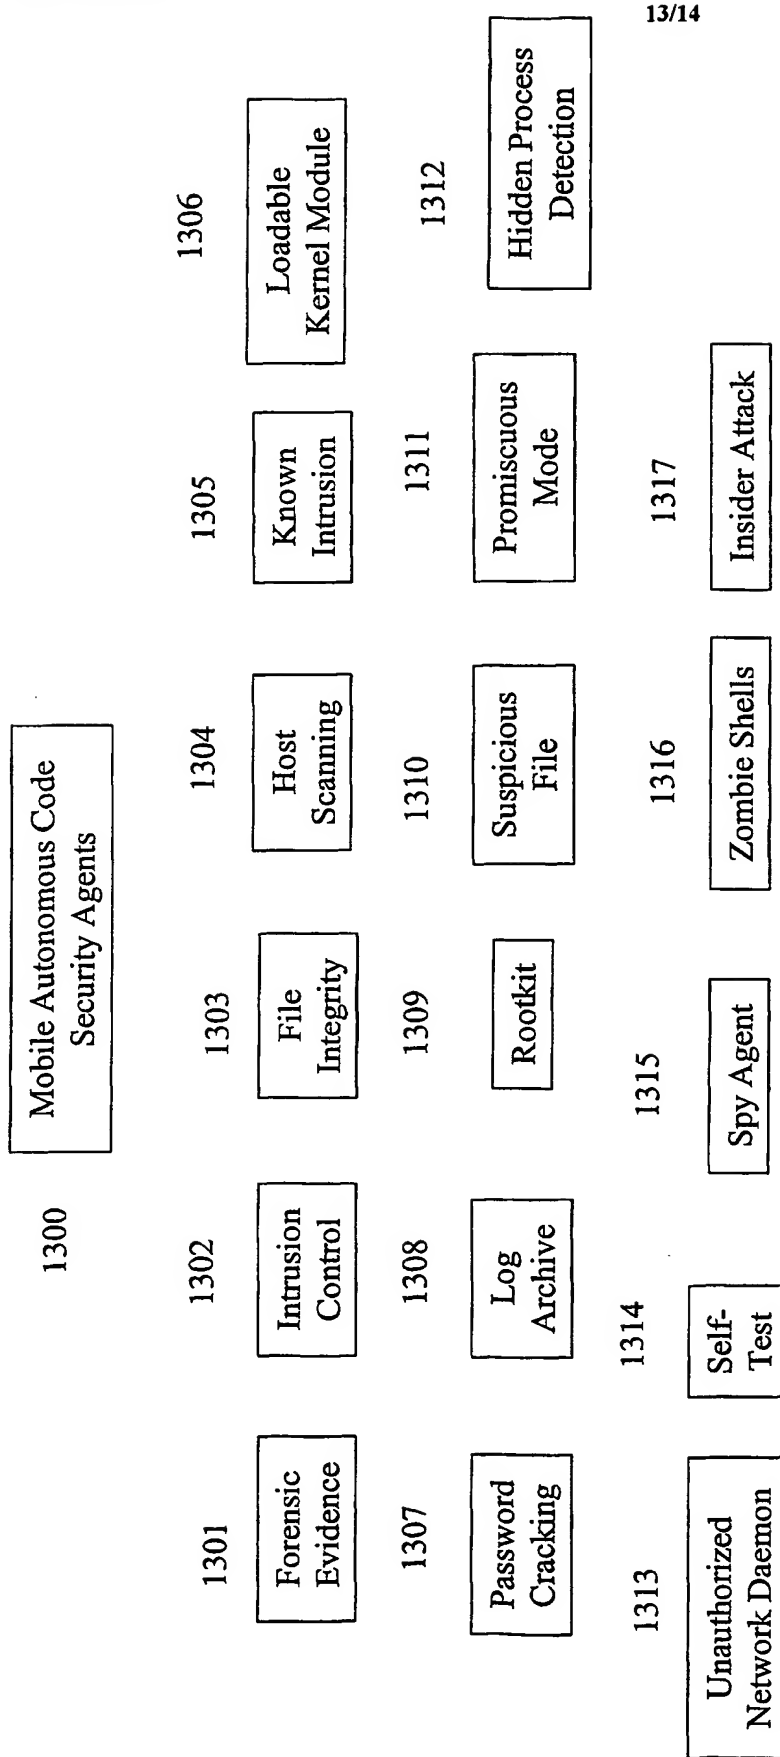 13/14
1300
Mobile Autonomous Code
Security Agents
1301
Forensic
Evidence
1302
Intrusion
Control
1303
File
Integrity
1304
Host
Scanning
1305
Known
Intrusion
1306
Loadable
Kernel Module
1307
Password
Cracking
1308
Log
Archive
1309
Rootkit
1310
Suspicious
File
1311
Promiscuous
Mode
1312
Hidden Process
Detection
1313
Unauthorized
Network Daemon
1314
Self-
Test
1315
Spy Agent
1316
Zombie Shells
1317
Insider Attack